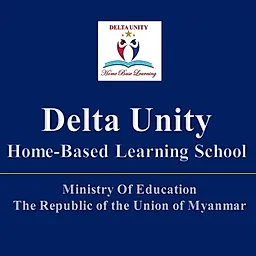 DELTA UNITY
Home Base Learning
Delta Unity
Home-Based Learning School
Ministry Of Education
The Republic of the Union of Myanmar